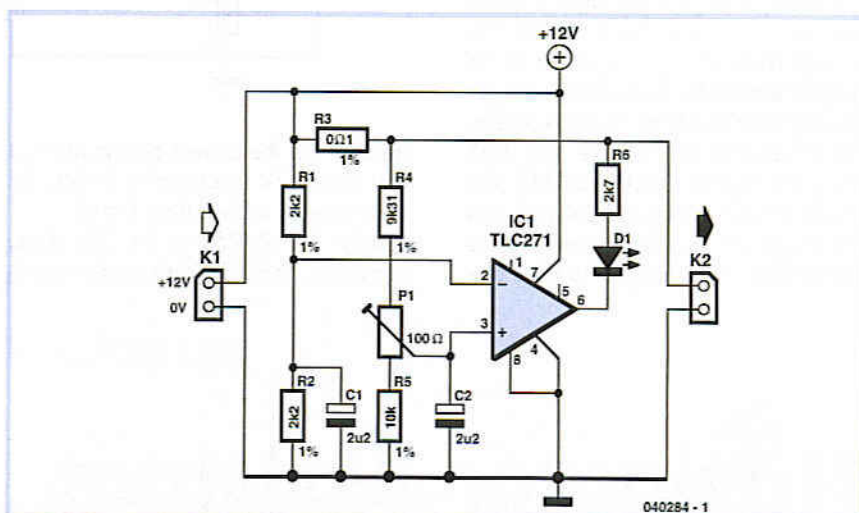 +12V
R3
0Ω1
1%
R1
2k2
1%
R4
9k31
1%
R6
2k7
IC1
TLC271
D1
K1
+12V
0V
K2
1
7
2
−
5
6
P1
100Ω
3
+
8
4
R2
2k2
1%
C1
2u2
R5
10k
1%
C2
2u2
040284 - 1